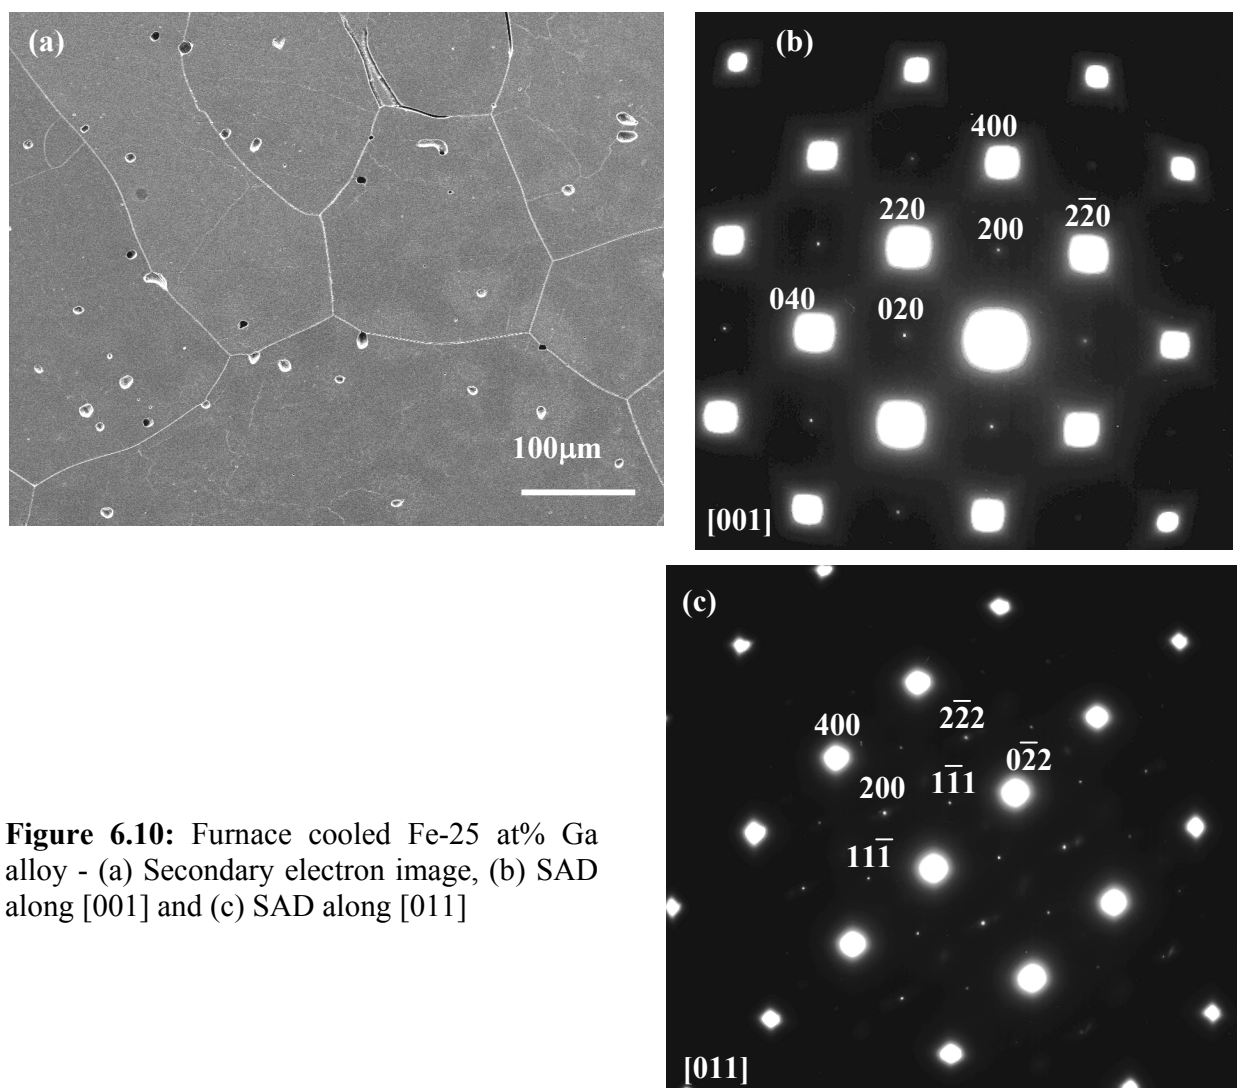 (a)
100μm
(b)
400
220
200
22̅0
040
020
[001]
(c)
22̅2
400
02̅2
11̅1
200
111̅
[011]
Figure 6.10: Furnace cooled Fe-25 at% Ga
alloy - (a) Secondary electron image, (b) SAD
along [001] and (c) SAD along [011]